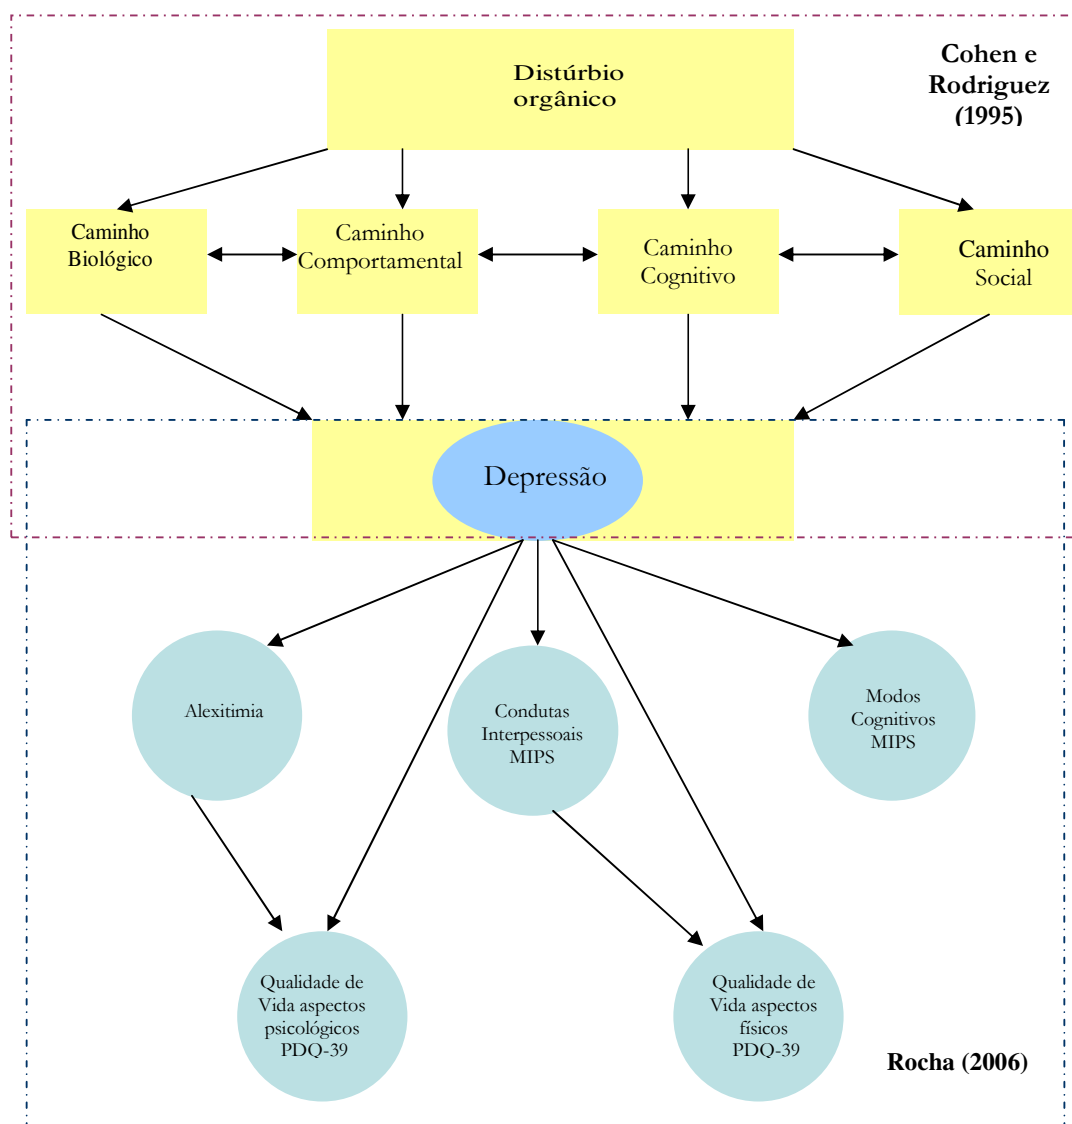 Distúrbio
orgânico
Cohen e
Rodriguez
(1995)
Caminho
Biológico
Caminho
Comportamental
Caminho
Cognitivo
Caminho
Social
Depressão
Alexitimia
Condutas
Interpessoais
MIPS
Modos
Cognitivos
MIPS
Qualidade de
Vida aspectos
psicológicos
PDQ-39
Qualidade de
Vida aspectos
físicos
PDQ-39
Rocha (2006)